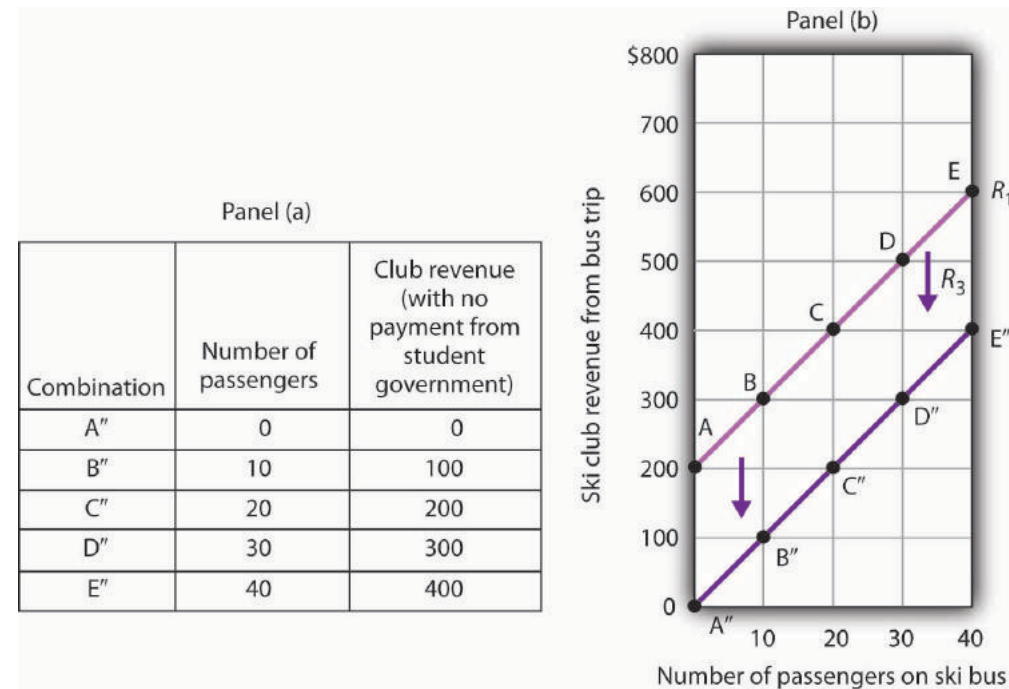 Panel (a)
Combination
Number of
passengers
Club revenue
(with no
payment from
student
government)
A″ 0 0
B″ 10 100
C″ 20 200
D″ 30 300
E″ 40 400
Panel (b)
Ski club revenue from bus trip
$800
700
600
500
400
300
200
100
0
E
R₁
D
R₃
C
E″
B
D″
A
C″
B″
A″
10 20 30 40
Number of passengers on ski bus